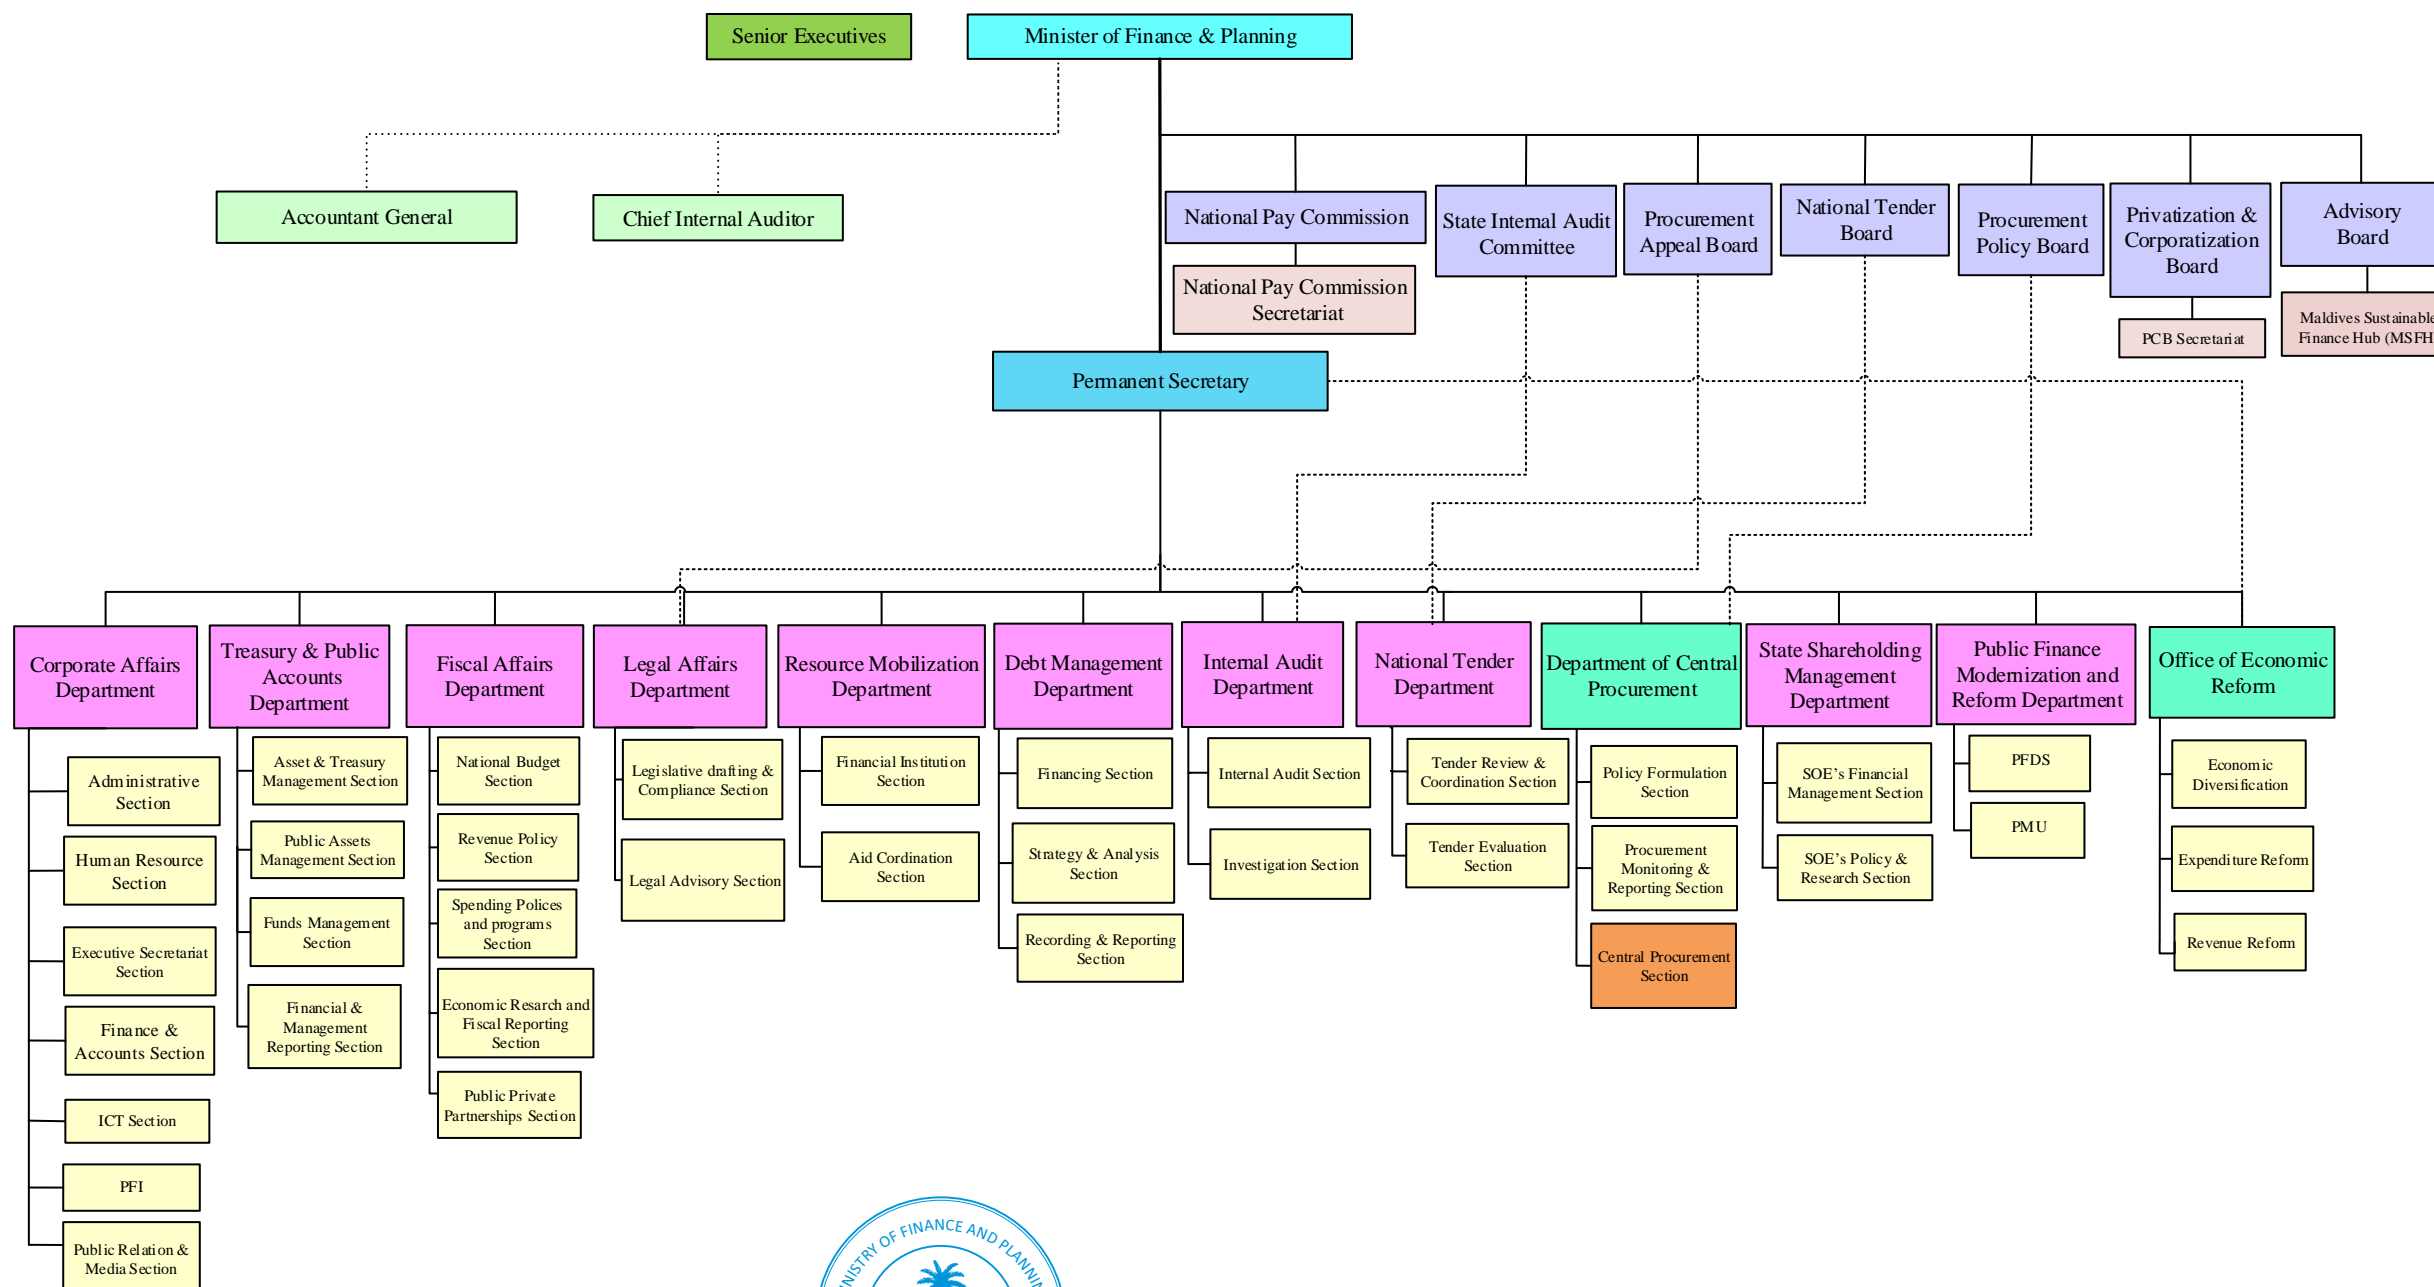 Senior Executives
Minister of Finance & Planning
Accountant General
Chief Internal Auditor
National Pay Commission
National Pay Commission
Secretariat
State Internal Audit
Committee
Procurement
Appeal Board
National Tender
Board
Procurement
Policy Board
Privatization &
Corporatization
Board
PCB Secretariat
Advisory
Board
Maldives Sustainable
Finance Hub (MSFH
Permanent Secretary
Corporate Affairs
Department
Administrative
Section
Human Resource
Section
Executive Secretariat
Section
Finance &
Accounts Section
ICT Section
PFI
Public Relation &
Media Section
Treasury & Public
Accounts
Department
Asset & Treasury
Management Section
Public Assets
Management Section
Funds Management
Section
Financial &
Management
Reporting Section
Fiscal Affairs
Department
National Budget
Section
Revenue Policy
Section
Spending Polices
and programs
Section
Economic Resarch and
Fiscal Reporting
Section
Public Private
Partnerships Section
Legal Affairs
Department
Legislative drafting &
Compliance Section
Legal Advisory Section
Resource Mobilization
Department
Financial Institution
Section
Aid Cordination
Section
Debt Management
Department
Financing Section
Strategy & Analysis
Section
Recording & Reporting
Section
Internal Audit
Department
Internal Audit Section
Investigation Section
National Tender
Department
Tender Review &
Coordination Section
Tender Evaluation
Section
Department of Central
Procurement
Policy Formulation
Section
Procurement
Monitoring &
Reporting Section
Central Procurement
Section
State Shareholding
Management
Department
SOE's Financial
Management Section
SOE's Policy &
Research Section
Public Finance
Modernization and
Reform Department
PFDS
PMU
Office of Economic
Reform
Economic
Diversification
Expenditure Reform
Revenue Reform
NISTRY OF FINANCE AND PLANNIN